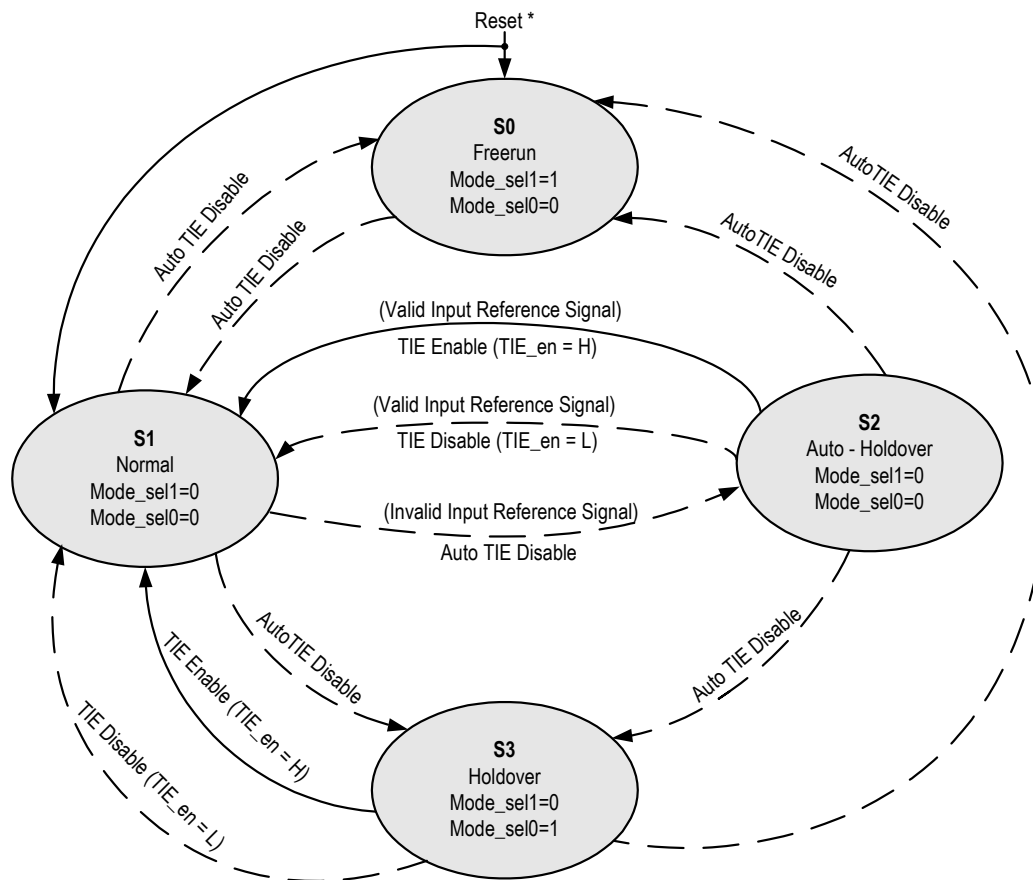 Reset *
S0
Freerun
Mode_sel1=1
Mode_sel0=0
Auto TIE Disable
Auto TIE Disable
AutoTIE Disable
AutoTIE Disable
(Valid Input Reference Signal)
TIE Enable (TIE_en = H)
(Valid Input Reference Signal)
TIE Disable (TIE_en = L)
(Invalid Input Reference Signal)
Auto TIE Disable
S1
Normal
Mode_sel1=0
Mode_sel0=0
S2
Auto - Holdover
Mode_sel1=0
Mode_sel0=0
AutoTIE Disable
TIE Enable (TIE_en = H)
TIE Disable (TIE_en = L)
Auto TIE Disable
S3
Holdover
Mode_sel1=0
Mode_sel0=1